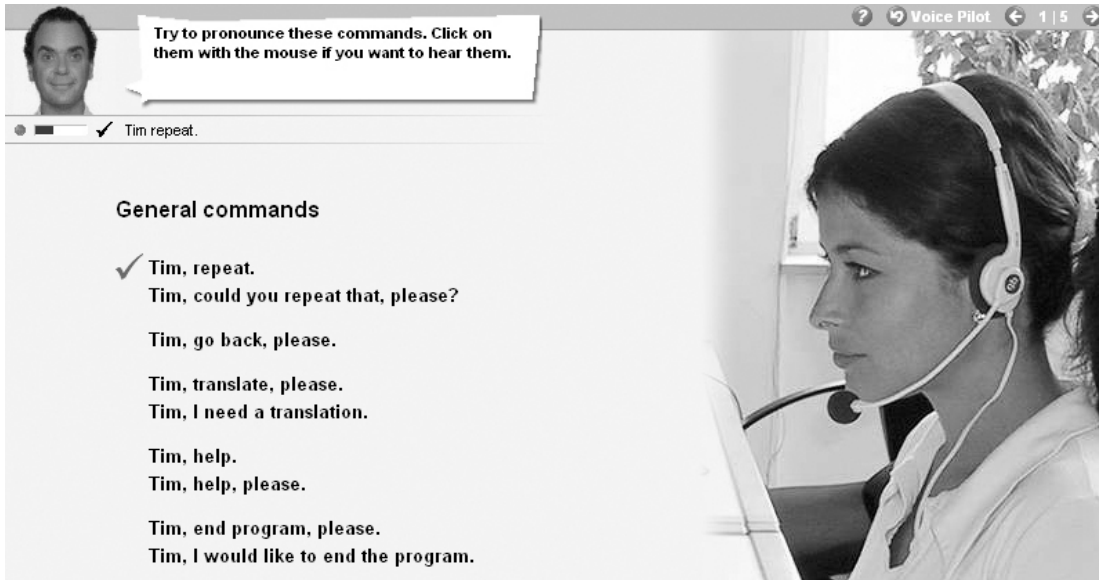 Voice Pilot 1|5
Try to pronounce these commands. Click on
them with the mouse if you want to hear them.
Tim repeat.
General commands
Tim, repeat.
Tim, could you repeat that, please?
Tim, go back, please.
Tim, translate, please.
Tim, I need a translation.
Tim, help.
Tim, help, please.
Tim, end program, please.
Tim, I would like to end the program.